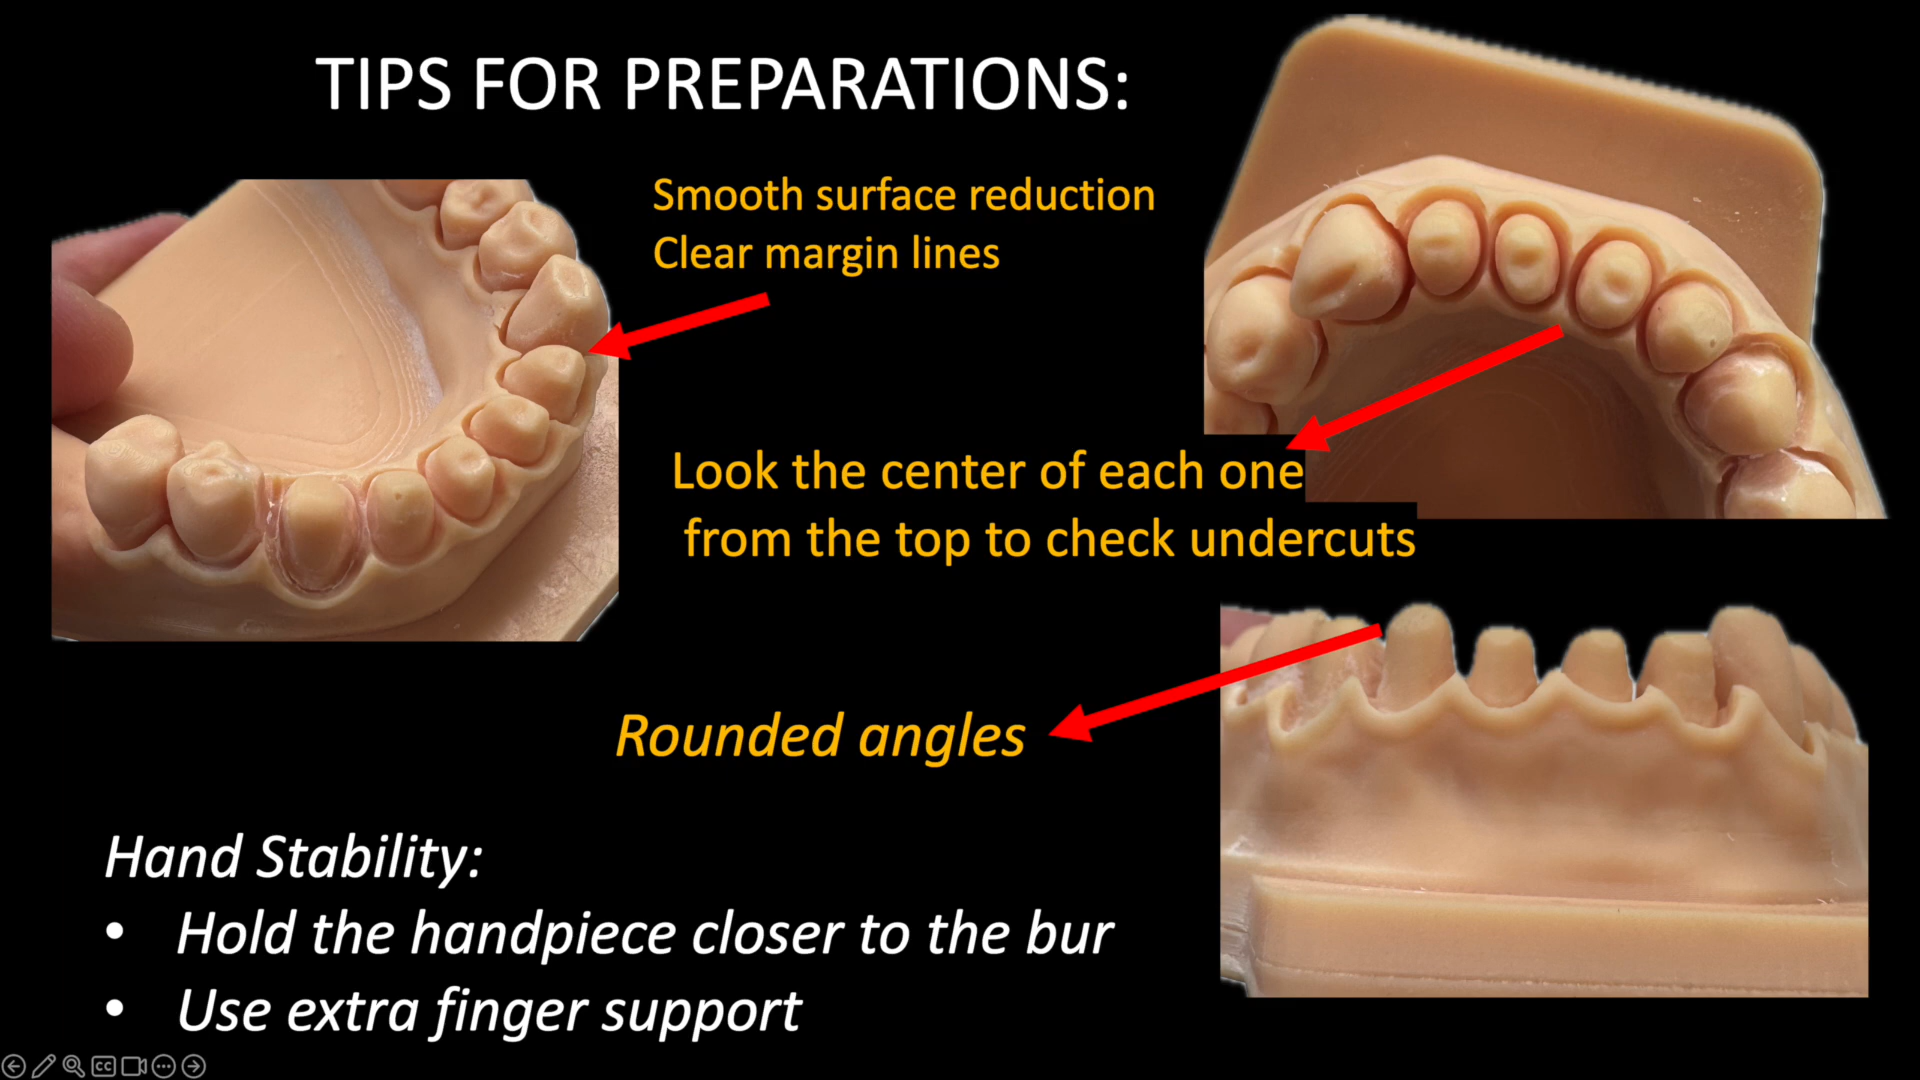 TIPS FOR PREPARATIONS:
Smooth surface reduction
Clear margin lines
Look the center of each one
from the top to check undercuts
Rounded angles
Hand Stability:
• Hold the handpiece closer to the bur
• Use extra finger support
CC